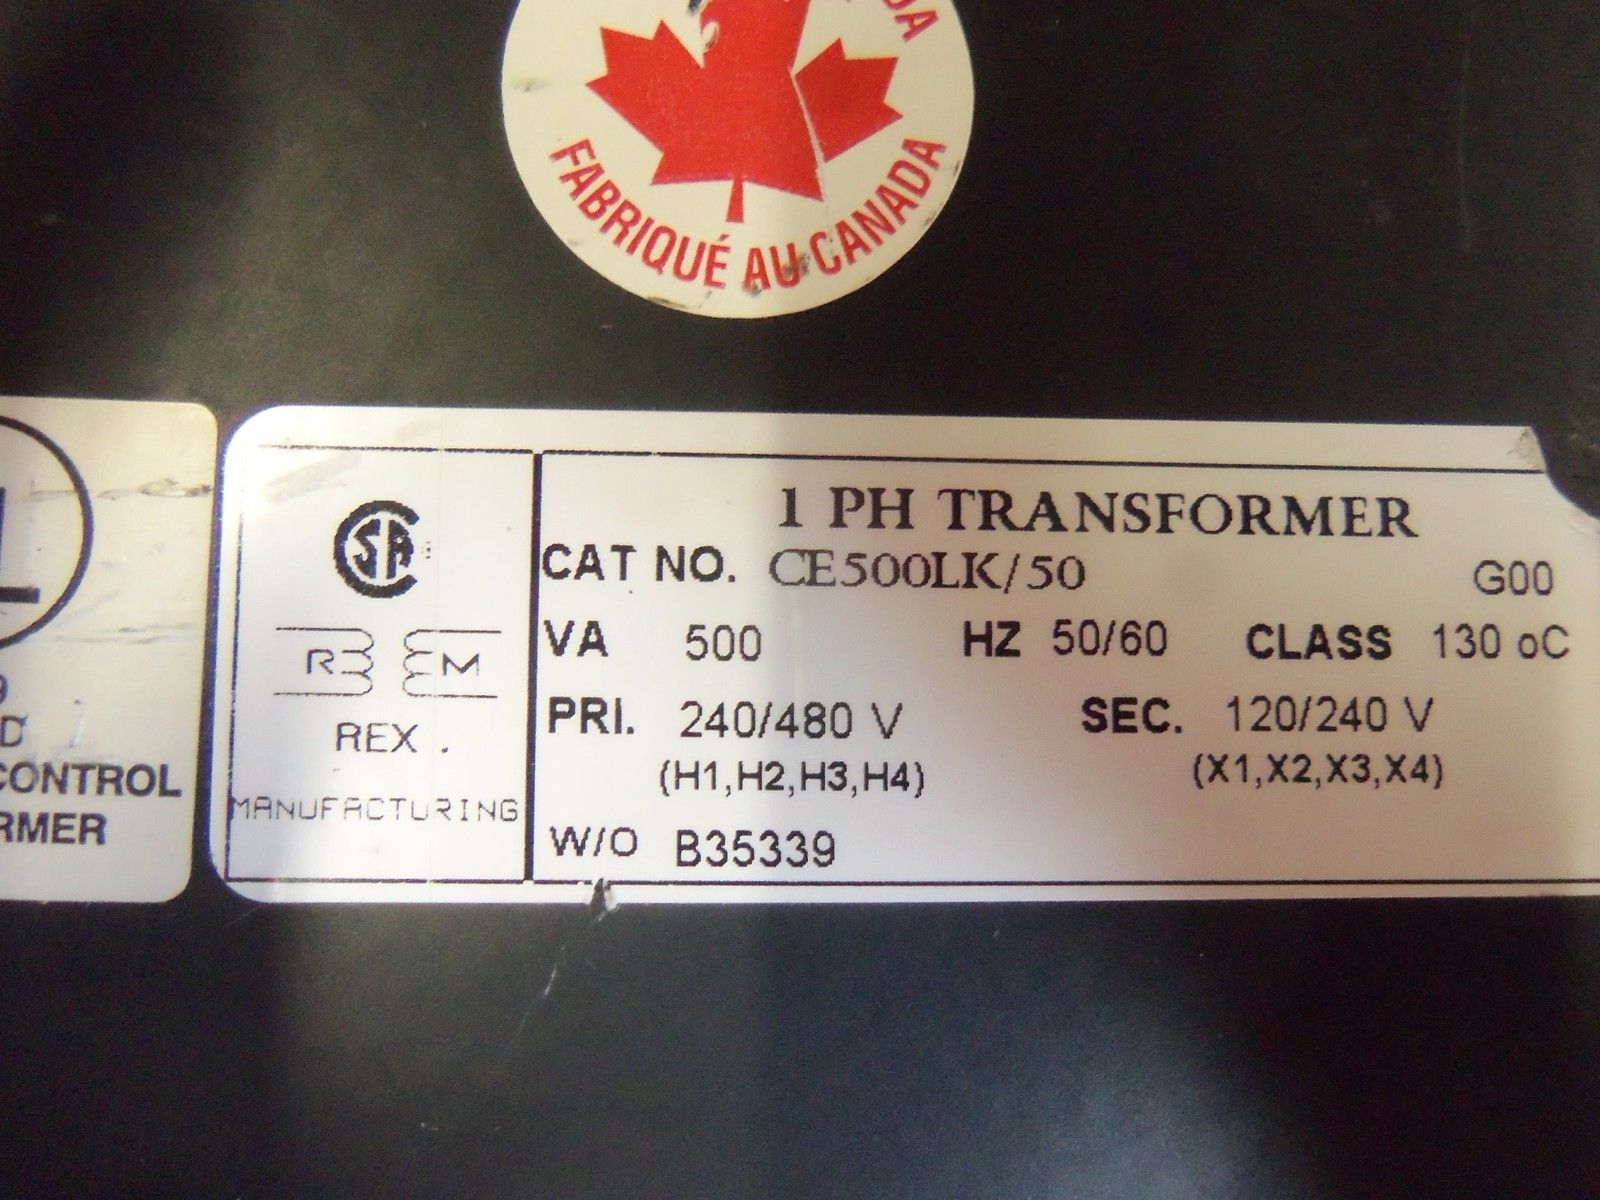 FABRIQUÉ AU CANADA
CONTROL
CSA
R M
REX .
MANUFACTURING
1 PH TRANSFORMER
CAT NO. CE500LK/50 G00
VA 500 HZ 50/60 CLASS 130 oC
PRI. 240/480 V SEC. 120/240 V
(H1,H2,H3,H4) (X1,X2,X3,X4)
W/O B35339